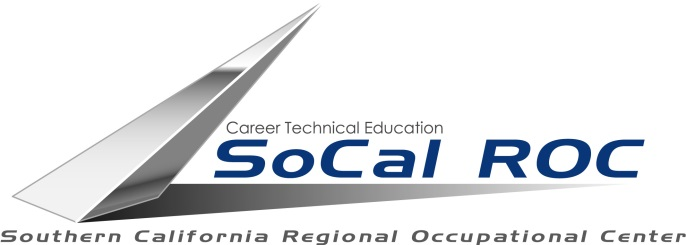 Career Technical Education
SoCal ROC
Southern California Regional Occupational Center